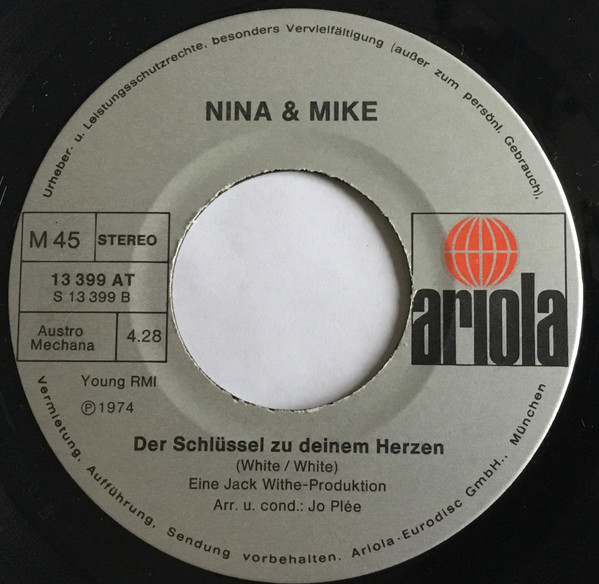 Urheber- u. Leistungsschutzrechte, besonders Vervielfältigung (außer zum persönl. Gebrauch),
NINA & MIKE
M 45 STEREO
13 399 AT
S 13 399 B
Austro
Mechana
4.28
ariola
Young RMI
Ⓟ1974
Der Schlüssel zu deinem Herzen
(White / White)
Eine Jack Withe-Produktion
Arr. u. cond.: Jo Plée
Vermietung, Aufführung, Sendung vorbehalten. Ariola-Eurodisc GmbH., München